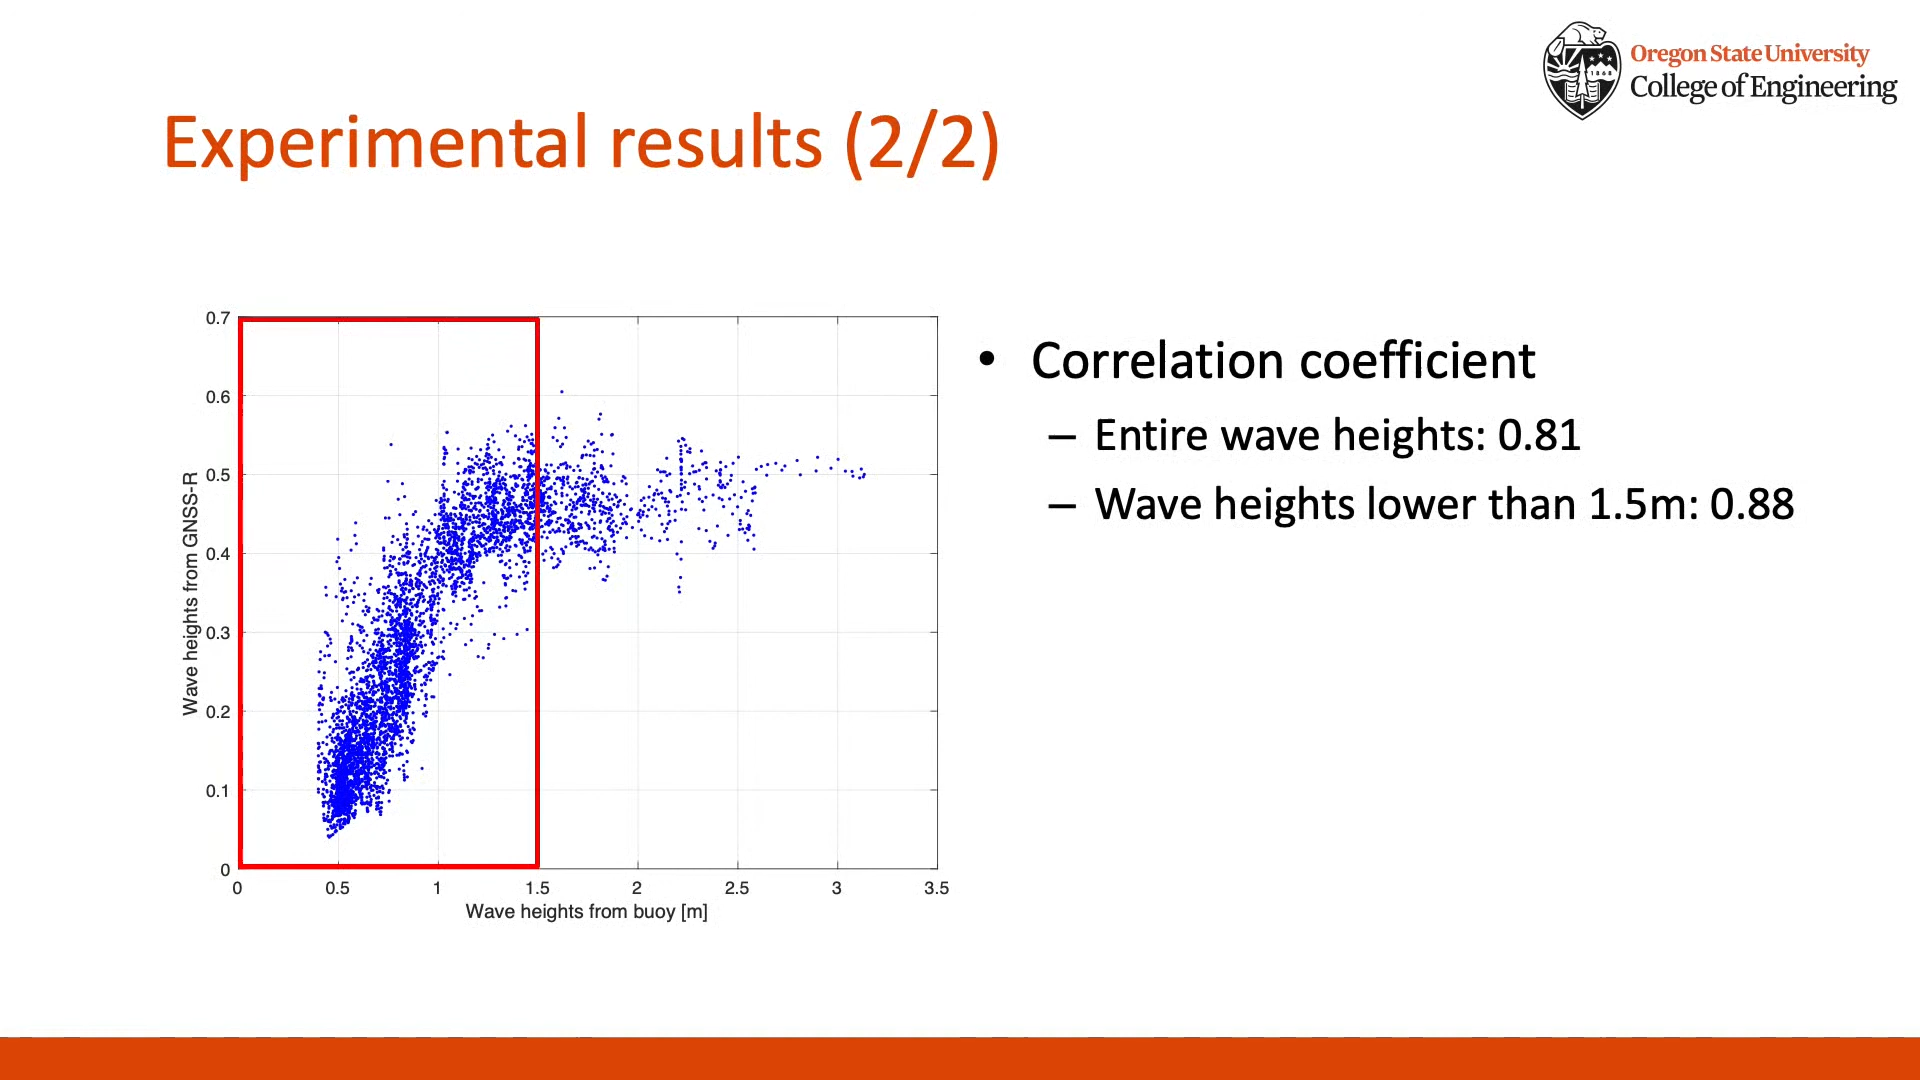 Oregon State University
College of Engineering
1868
Experimental results (2/2)
0.7
0.6
0.5
0.4
0.3
0.2
0.1
0
Wave heights from GNSS-R
0 0.5 1 1.5 2 2.5 3 3.5
Wave heights from buoy [m]
• Correlation coefficient
– Entire wave heights: 0.81
– Wave heights lower than 1.5m: 0.88